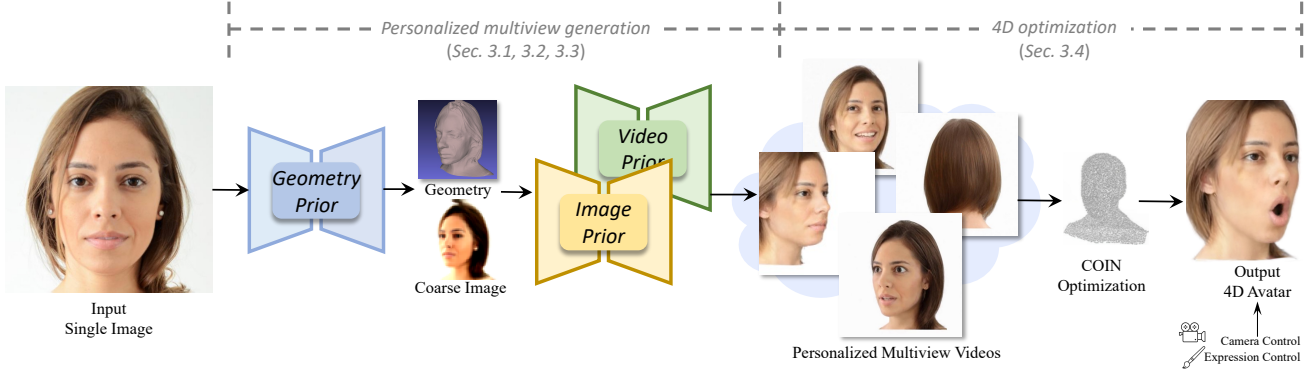 Personalized multiview generation
(Sec. 3.1, 3.2, 3.3)
4D optimization
(Sec. 3.4)
Geometry
Prior
Video
Prior
Image
Prior
Geometry
Coarse Image
Input
Single Image
Personalized Multiview Videos
COIN
Optimization
Output
4D Avatar
Camera Control
Expression Control